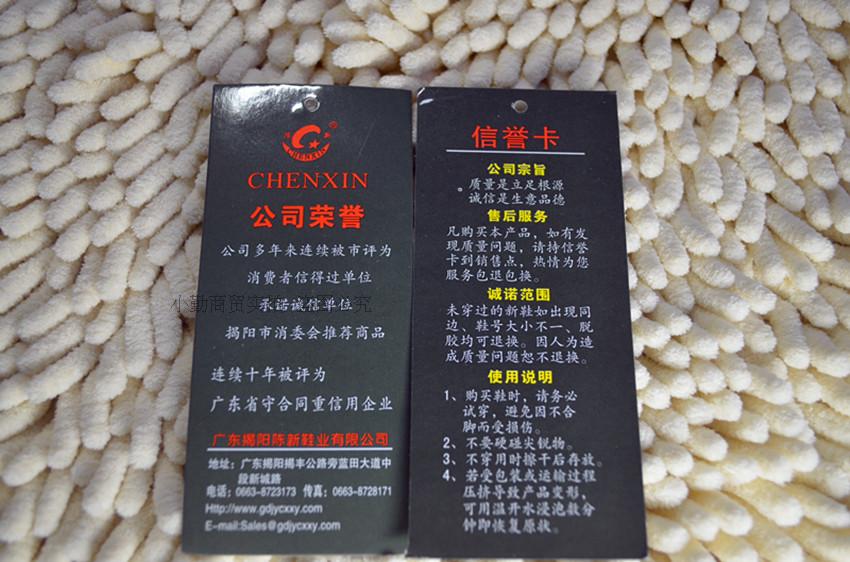 CHENXIN
®
CHENXIN
公司荣誉
公司多年来连续被市评为
消费者信得过单位
承诺诚信单位
揭阳市消委会推荐商品
连续十年被评为
广东省守合同重信用企业
广东揭阳陈新鞋业有限公司
地址：广东揭阳揭丰公路旁蓝田大道中
段新城路
电话：0663-8723173 传真：0663-8728171
Http://www.gdjycxxy.com
E-mail:Sales@gdjycxxy.com
信誉卡
公司宗旨
质量是立足根源
诚信是生意品德
售后服务
凡购买本产品，如有发
现质量问题，请持信誉
卡到销售点，热情为您
服务包退包换。
诚诺范围
未穿过的新鞋如出现同
边、鞋号大小不一、脱
胶均可退换。因人为造
成质量问题恕不退换。
使用说明
1、购买鞋时，请务必
试穿，避免因不合
脚而受损伤。
2、不要硬碰尖锐物。
3、不穿用时擦干后存放。
4、若受包装或运输过程
压挤导致产品变形，
可用温开水浸泡数分
钟即恢复原状。
小勤商贸实拍